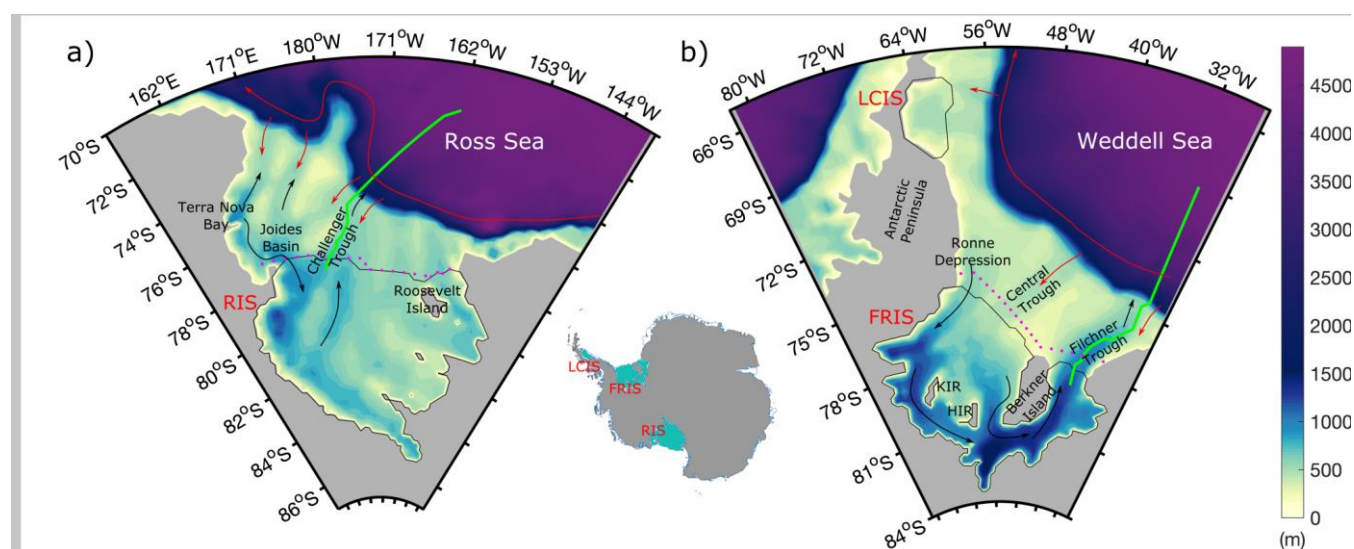 a)
162°E
171°E
180°W
171°W
162°W
153°W
144°W
70°S
72°S
74°S
76°S
78°S
80°S
82°S
84°S
86°S
Ross Sea
Terra Nova
Bay
Joides
Basin
Challenger
Trough
RIS
Roosevelt
Island
LCIS
FRIS
RIS
b)
80°W
72°W
64°W
56°W
48°W
40°W
32°W
66°S
69°S
72°S
75°S
78°S
81°S
84°S
LCIS
Weddell Sea
Antarctic
Peninsula
Ronne
Depression
Central
Trough
FRIS
Filchner
Trough
KIR
HIR
Berkner
Island
4500
4000
3500
3000
2500
2000
1500
1000
500
0
(m)